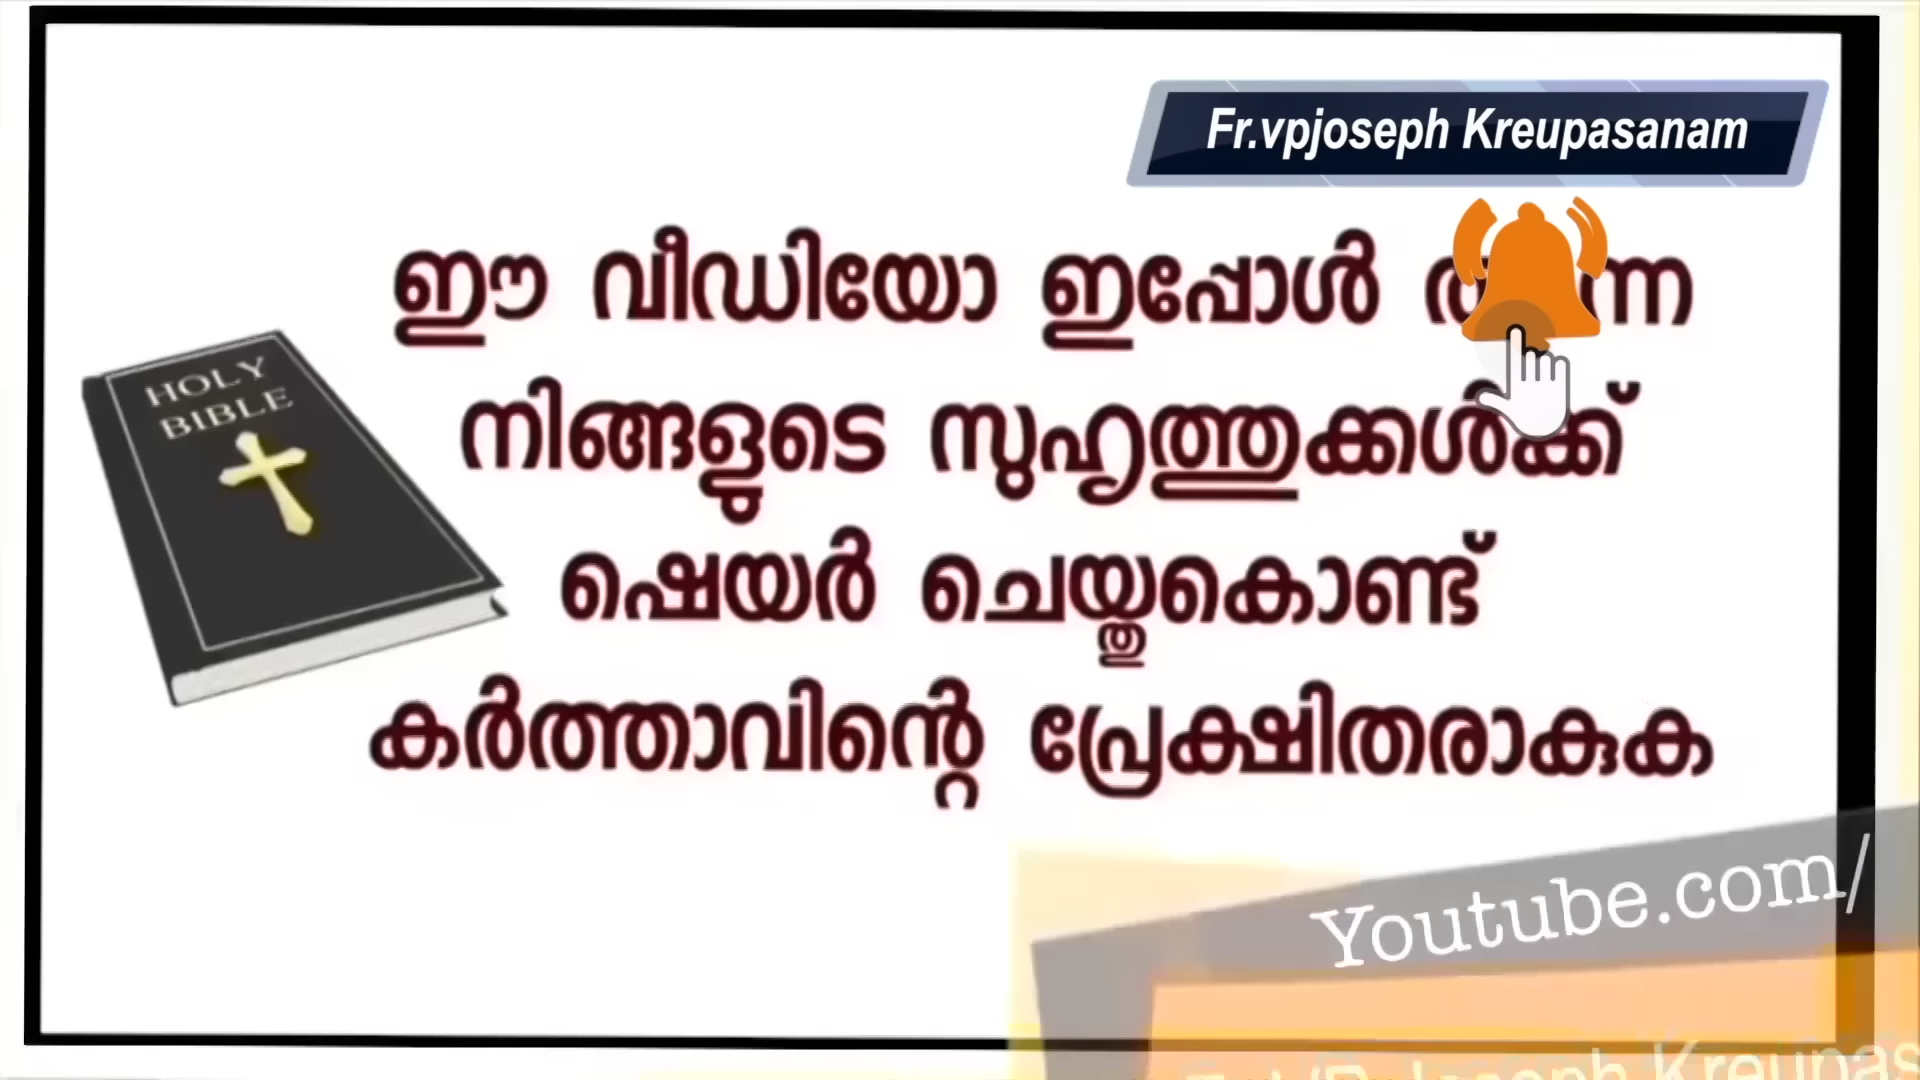 Fr.vpjoseph Kreupasanam
ഈ വീഡിയോ ഇപ്പോൾ
HOLY
BIBLE
നിങ്ങളുടെ സുഹൃത്തുക്കൾക്ക്
ഷെയർ ചെയ്തുകൊണ്ട്
കർത്താവിന്റെ പ്രേക്ഷിതരാകുക
Youtube.com/